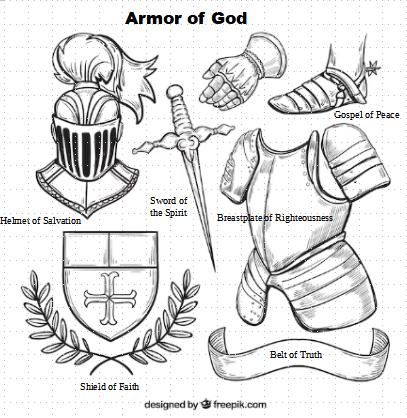 Armor of God
Gospel of Peace
Sword of
the Spirit
Helmet of Salvation
Breastplate of Righteousness
Belt of Truth
Shield of Faith
designed by freepik.com